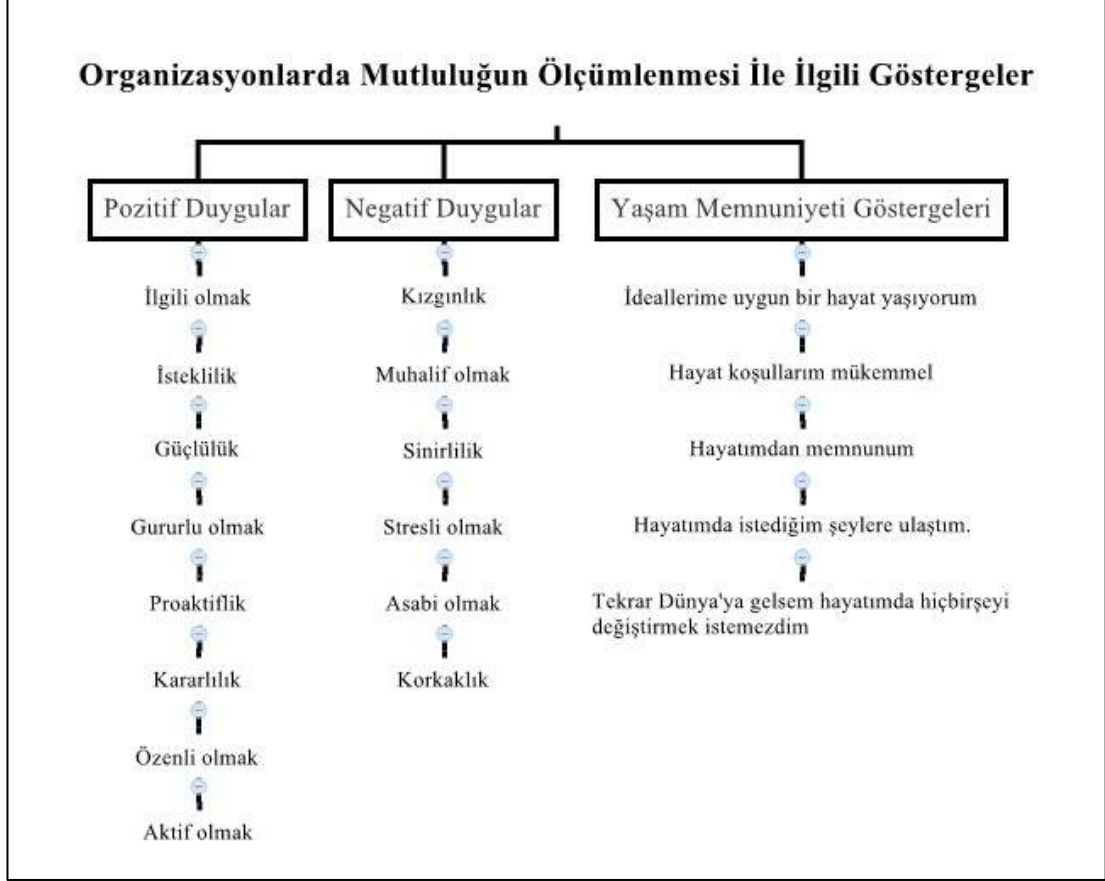 Organizasyonlarda Mutluluğun Ölçümlenmesi İle İlgili Göstergeler
Pozitif Duygular
İlgili olmak
İsteklilik
Güçlülük
Gururlu olmak
Proaktiflik
Kararlılık
Özenli olmak
Aktif olmak
Negatif Duygular
Kızgınlık
Muhalif olmak
Sinirlilik
Stresli olmak
Asabi olmak
Korkaklık
Yaşam Memnuniyeti Göstergeleri
İdeallerime uygun bir hayat yaşıyorum
Hayat koşullarım mükemmel
Hayatımdan memnunum
Hayatımda istediğim şeylere ulaştım.
Tekrar Dünya'ya gelsem hayatımda hiçbirşeyi
değiştirmek istemezdim